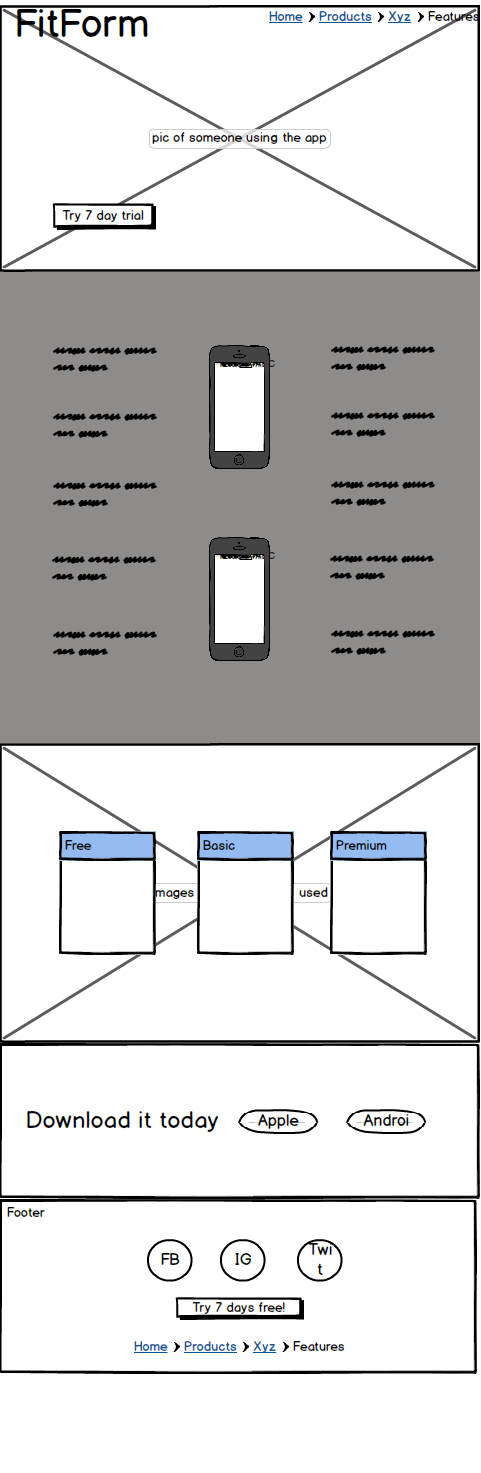 FitForm
Home Products Xyz Features
pic of someone using the app
Try 7 day trial
Free
Basic
Premium
mages
used
Download it today
Apple
Androi
Footer
FB
IG
Twi
t
Try 7 days free!
Home Products Xyz Features